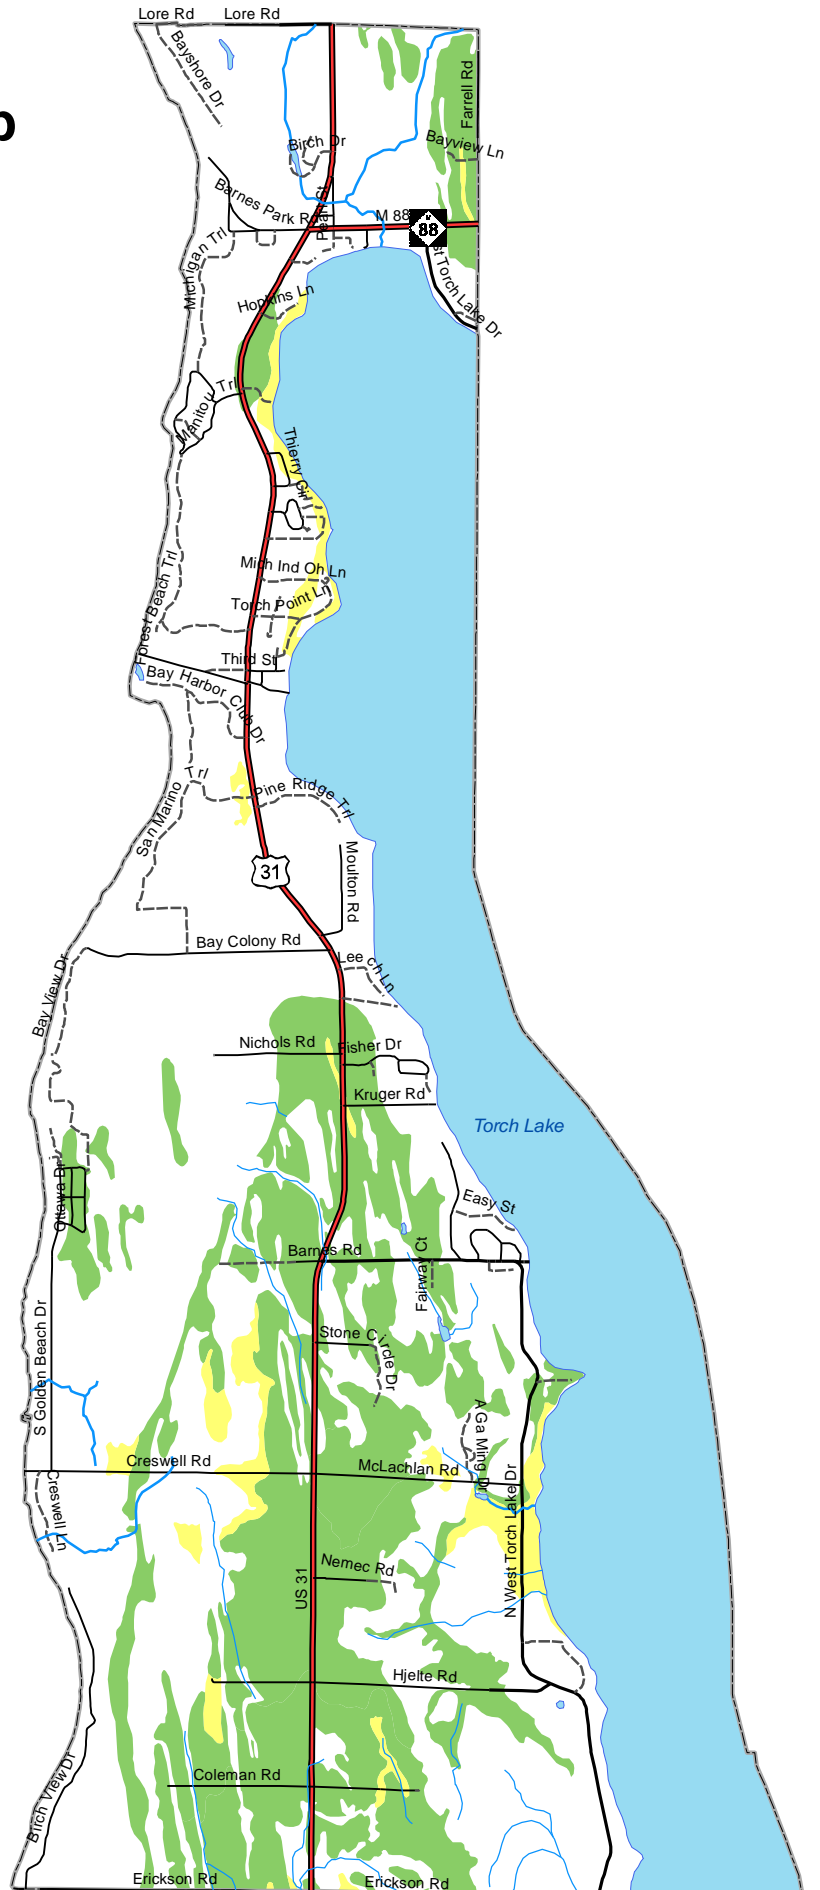 Lore Rd
Lore Rd
Bayshore Dr
Farrell Rd
p
Birch Dr
Bayview Ln
Barnes Park Rd
Pearl St
M 88
88
Michigan Trl
st Torch Lake Dr
Hopkins Ln
Manitou Trl
Thierry Cir
Mich Ind Oh Ln
Torch Point Ln
Forest Beach Trl
Third St
Bay Harbor Club Dr
San Marino Trl
Pine Ridge Trl
31
Moulton Rd
Bay Colony Rd
Leech Ln
Bay View Dr
Nichols Rd
Fisher Dr
Kruger Rd
Torch Lake
Ottawa Dr
Easy St
Barnes Rd
Fairway Ct
S Golden Beach Dr
Stone Circle Dr
A Ga Ming Dr
Creswell Rd
McLachlan Rd
Creswell Ln
N West Torch Lake Dr
Nemec Rd
US 31
Hjelte Rd
Coleman Rd
Birch View Dr
Erickson Rd
Erickson Rd